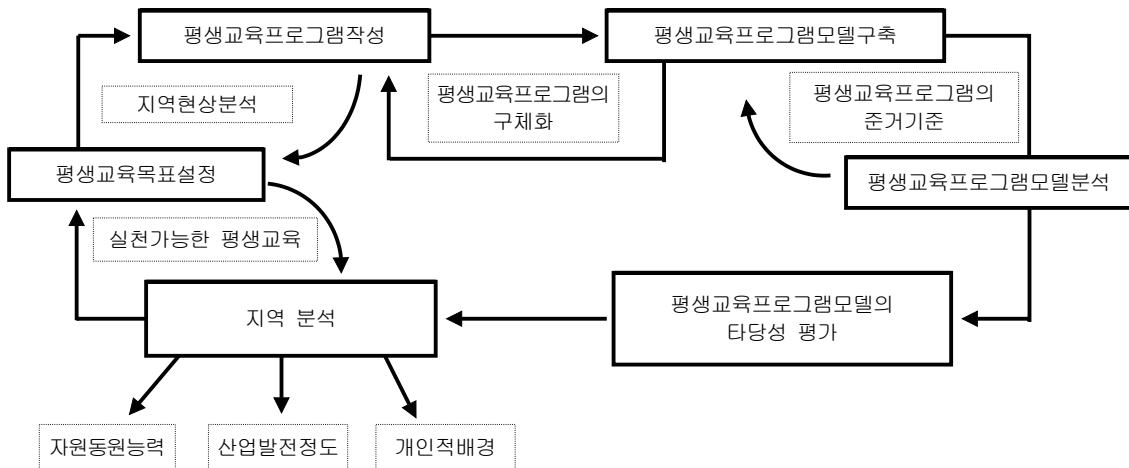 평생교육프로그램작성
평생교육프로그램모델구축
지역현상분석
평생교육프로그램의
구체화
평생교육프로그램의
준거기준
평생교육목표설정
평생교육프로그램모델분석
실천가능한 평생교육
지역 분석
평생교육프로그램모델의
타당성 평가
자원동원능력
산업발전정도
개인적배경